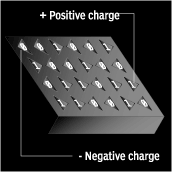 + Positive charge
- Negative charge